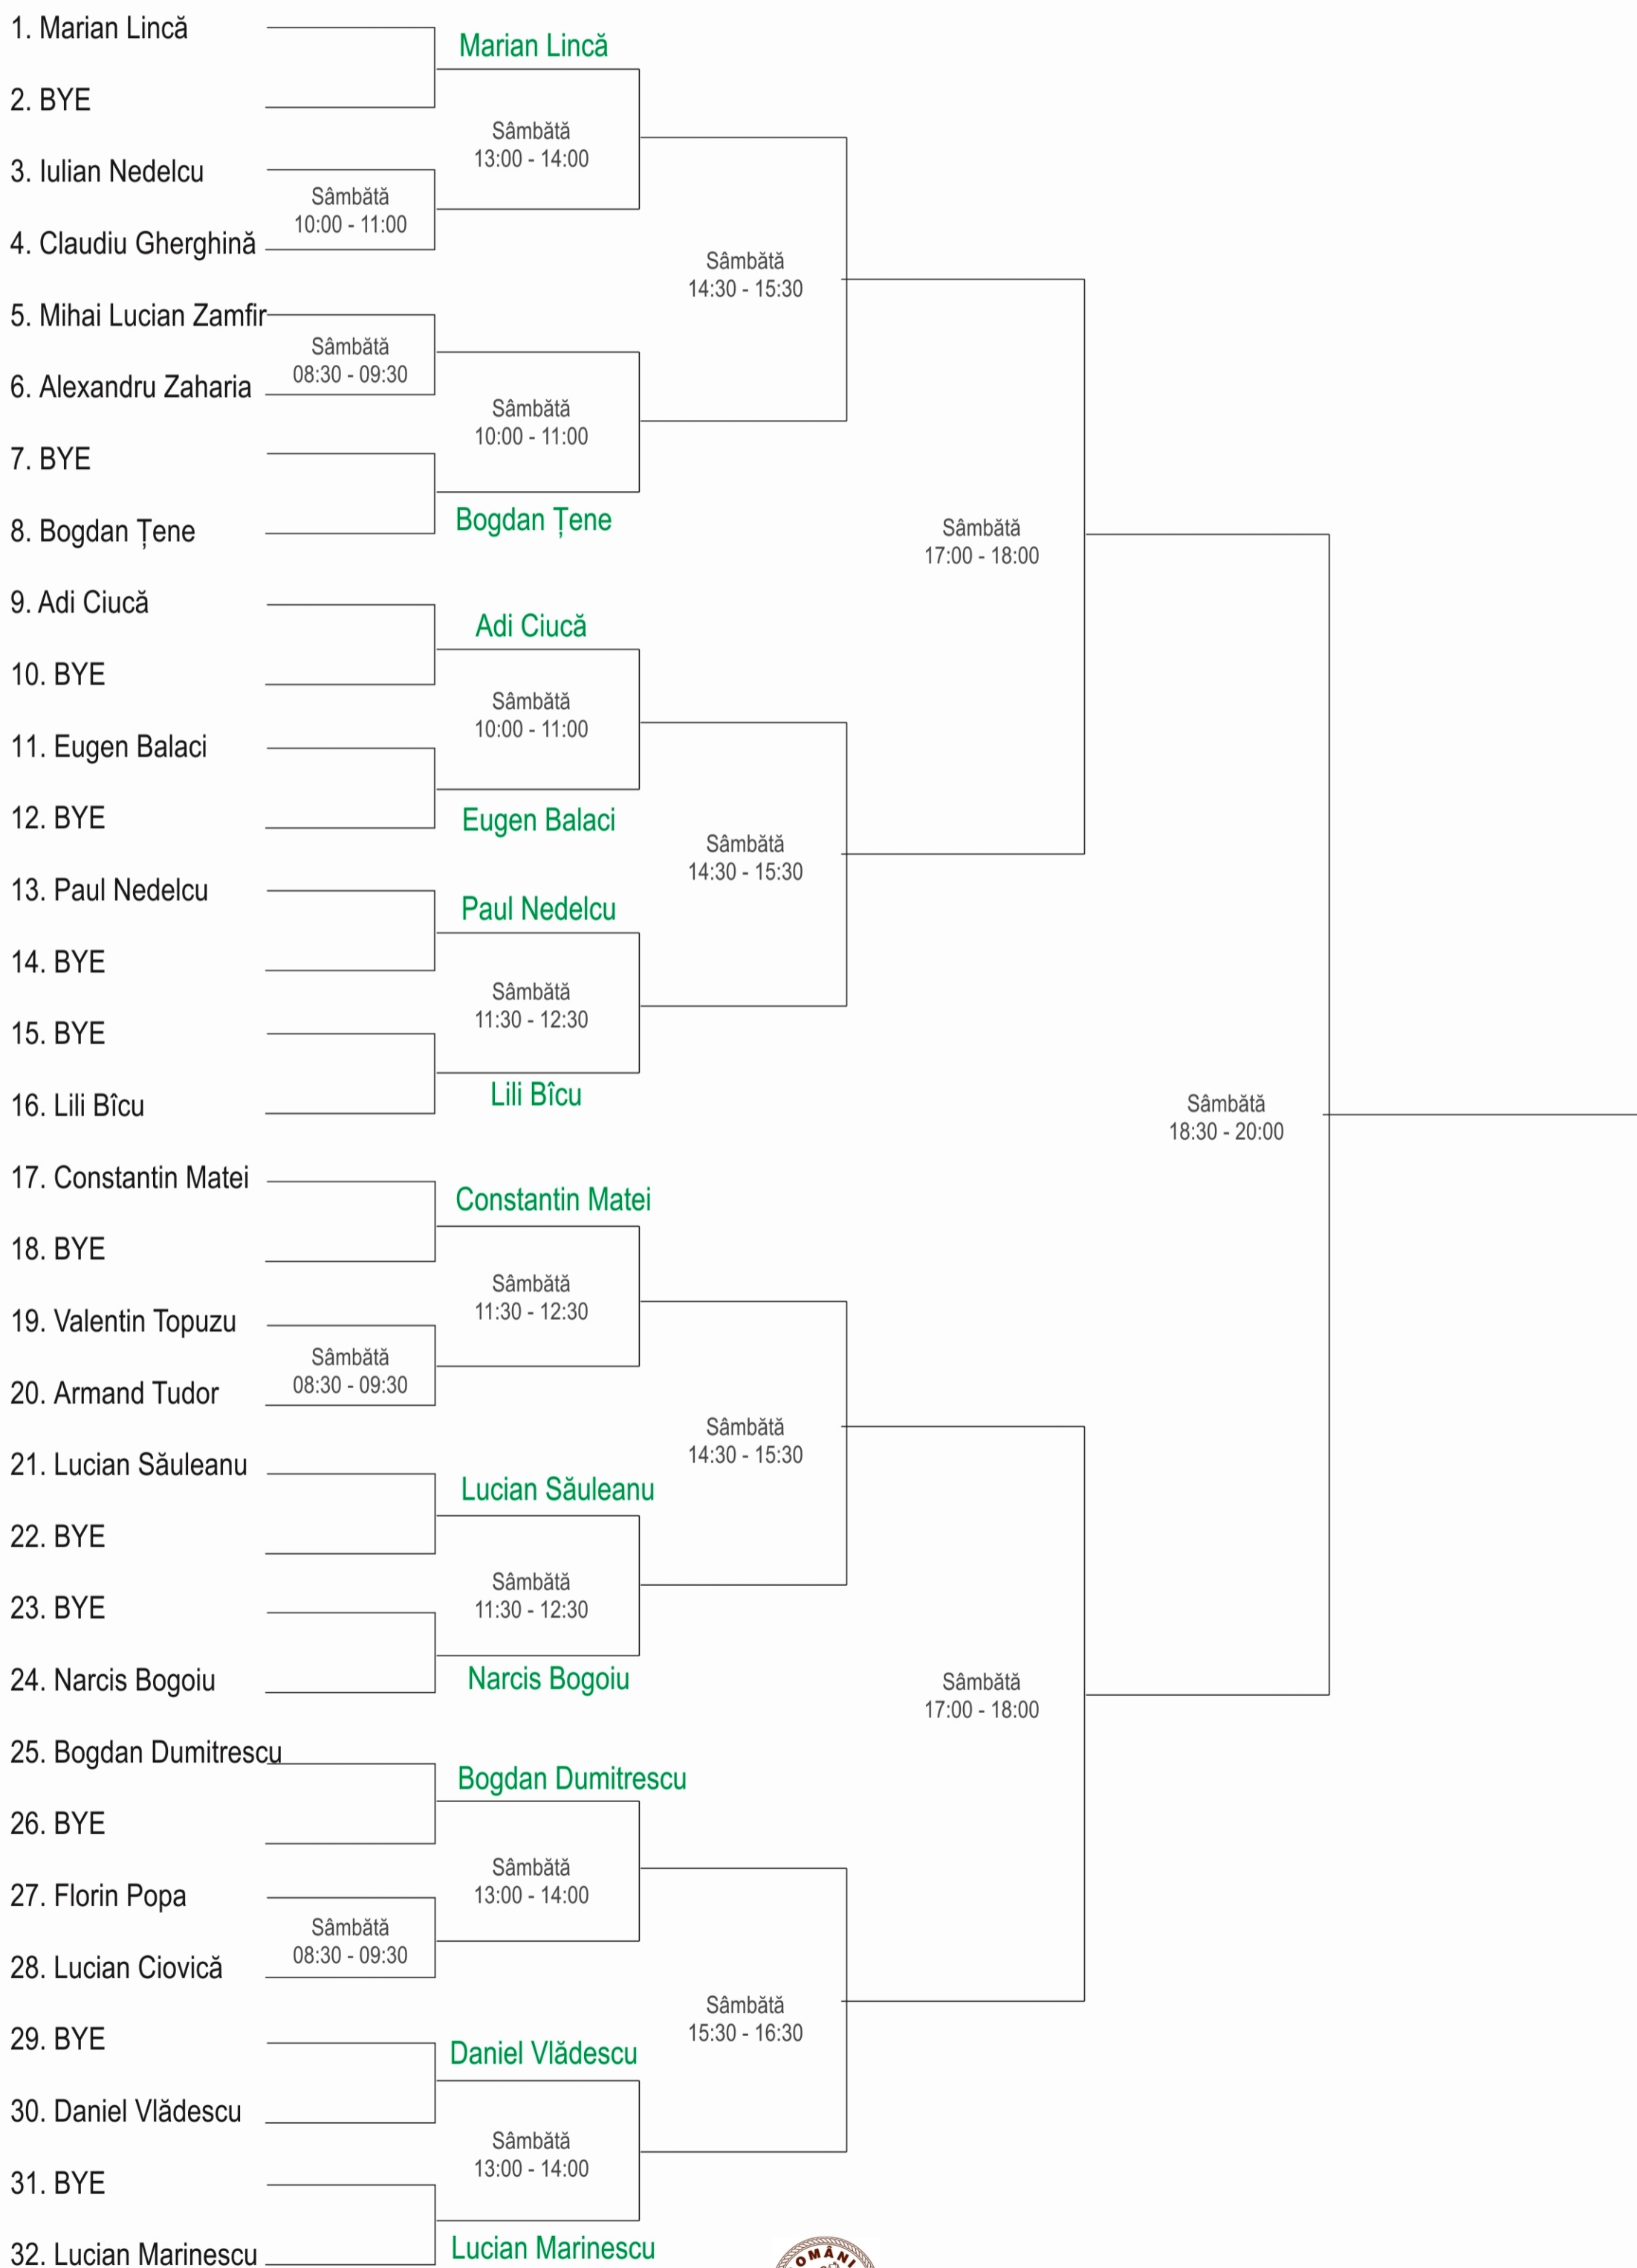 1. Marian Lincă
2. BYE
3. Iulian Nedelcu
4. Claudiu Gherghină
5. Mihai Lucian Zamfir
6. Alexandru Zaharia
7. BYE
8. Bogdan Țene
9. Adi Ciucă
10. BYE
11. Eugen Balaci
12. BYE
13. Paul Nedelcu
14. BYE
15. BYE
16. Lili Bîcu
17. Constantin Matei
18. BYE
19. Valentin Topuzu
20. Armand Tudor
21. Lucian Săuleanu
22. BYE
23. BYE
24. Narcis Bogoiu
25. Bogdan Dumitrescu
26. BYE
27. Florin Popa
28. Lucian Ciovică
29. BYE
30. Daniel Vlădescu
31. BYE
32. Lucian Marinescu
Sâmbătă
10:00 - 11:00
Sâmbătă
08:30 - 09:30
Sâmbătă
08:30 - 09:30
Sâmbătă
08:30 - 09:30
Marian Lincă
Sâmbătă
13:00 - 14:00
Sâmbătă
10:00 - 11:00
Bogdan Țene
Adi Ciucă
Sâmbătă
10:00 - 11:00
Eugen Balaci
Paul Nedelcu
Sâmbătă
11:30 - 12:30
Lili Bîcu
Constantin Matei
Sâmbătă
11:30 - 12:30
Lucian Săuleanu
Sâmbătă
11:30 - 12:30
Narcis Bogoiu
Bogdan Dumitrescu
Sâmbătă
13:00 - 14:00
Daniel Vlădescu
Sâmbătă
13:00 - 14:00
Lucian Marinescu
Sâmbătă
14:30 - 15:30
Sâmbătă
14:30 - 15:30
Sâmbătă
14:30 - 15:30
Sâmbătă
15:30 - 16:30
Sâmbătă
17:00 - 18:00
Sâmbătă
17:00 - 18:00
Sâmbătă
18:30 - 20:00